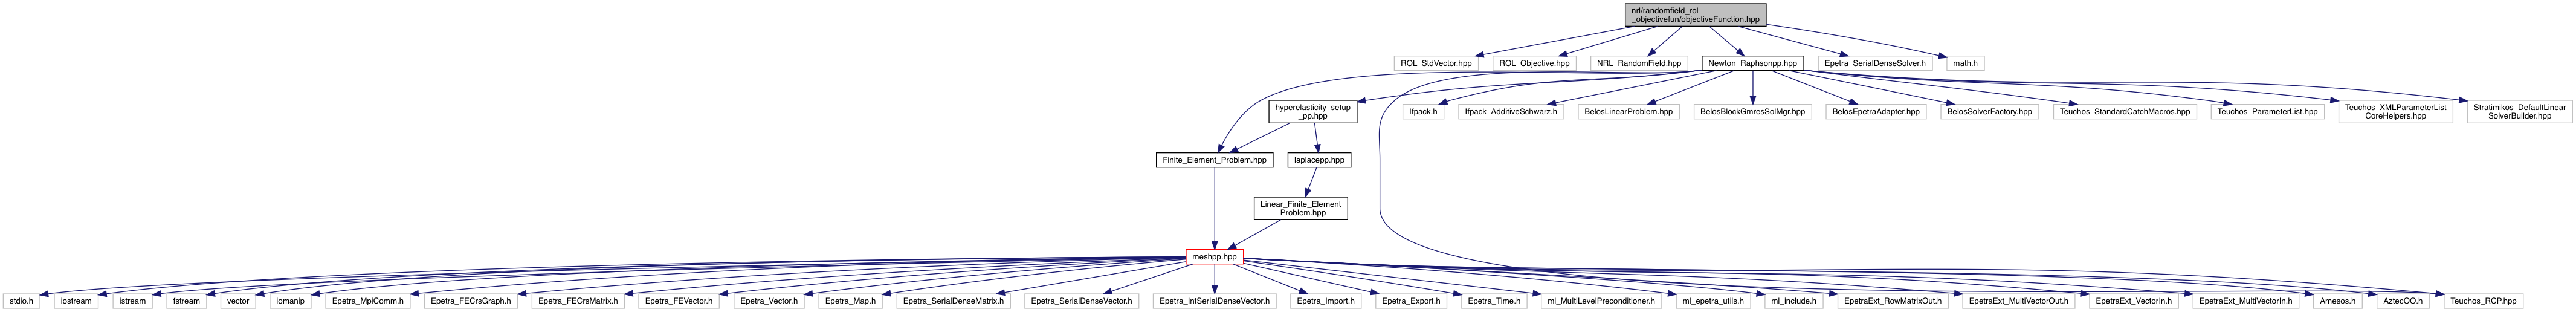 nrl/randomfield_rol
_objectivefun/objectiveFunction.hpp
ROL_StdVector.hpp
ROL_Objective.hpp
NRL_RandomField.hpp
Newton_Raphsonpp.hpp
Epetra_SerialDenseSolver.h
math.h
hyperelasticity_setup
_pp.hpp
Ifpack.h
Ifpack_AdditiveSchwarz.h
BelosLinearProblem.hpp
BelosBlockGmresSolMgr.hpp
BelosEpetraAdapter.hpp
BelosSolverFactory.hpp
Teuchos_StandardCatchMacros.hpp
Teuchos_ParameterList.hpp
Teuchos_XMLParameterList
CoreHelpers.hpp
Stratimikos_DefaultLinear
SolverBuilder.hpp
Finite_Element_Problem.hpp
laplacepp.hpp
Linear_Finite_Element
_Problem.hpp
meshpp.hpp
stdio.h
iostream
istream
fstream
vector
iomanip
Epetra_MpiComm.h
Epetra_FECrsGraph.h
Epetra_FECrsMatrix.h
Epetra_FEVector.h
Epetra_Vector.h
Epetra_Map.h
Epetra_SerialDenseMatrix.h
Epetra_SerialDenseVector.h
Epetra_IntSerialDenseVector.h
Epetra_Import.h
Epetra_Export.h
Epetra_Time.h
ml_MultiLevelPreconditioner.h
ml_epetra_utils.h
ml_include.h
EpetraExt_RowMatrixOut.h
EpetraExt_MultiVectorOut.h
EpetraExt_VectorIn.h
EpetraExt_MultiVectorIn.h
Amesos.h
AztecOO.h
Teuchos_RCP.hpp